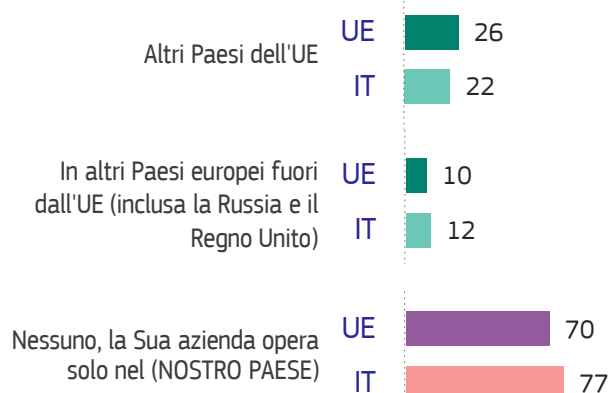 Altri Paesi dell'UE
UE 26
IT 22
In altri Paesi europei fuori
dall'UE (inclusa la Russia e il
Regno Unito)
UE 10
IT 12
Nessuno, la Sua azienda opera
solo nel (NOSTRO PAESE)
UE 70
IT 77